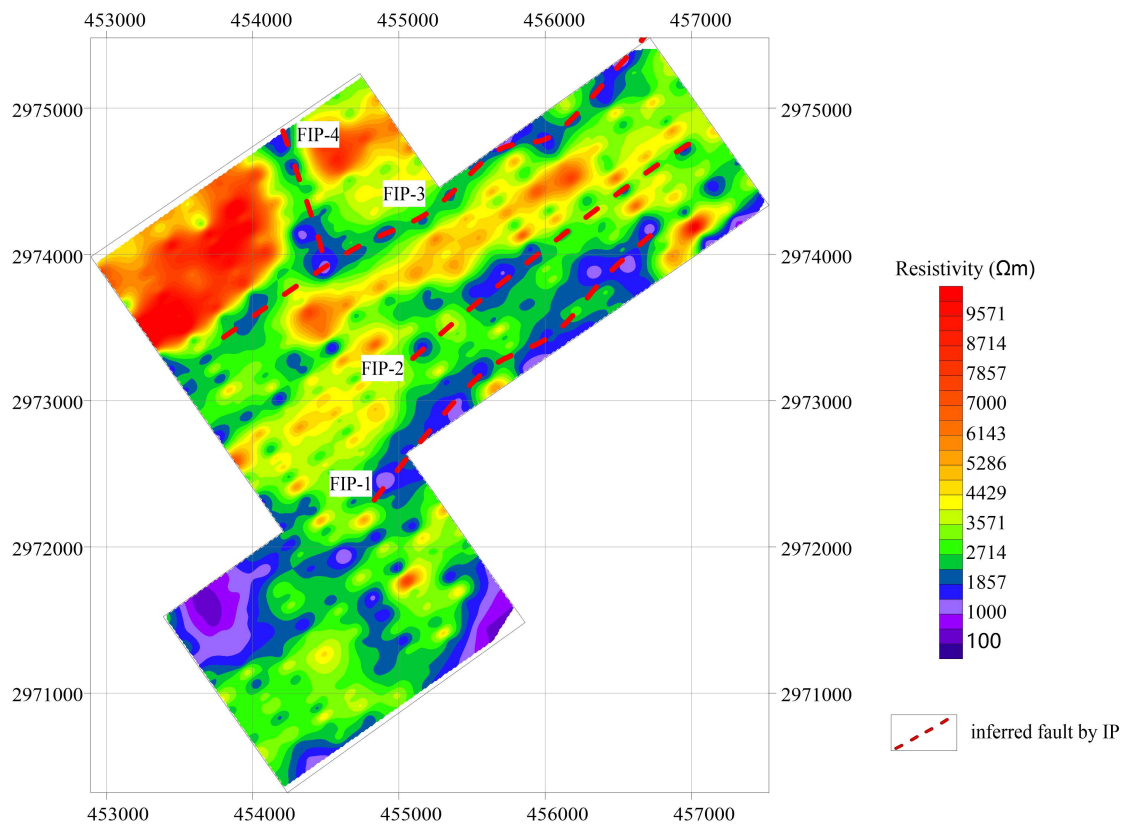 453000 454000 455000 456000 457000
2975000 2975000
FIP-4
FIP-3
2974000 2974000
Resistivity (Ωm)
9571
8714
7857
7000
6143
5286
4429
3571
2714
1857
1000
100
FIP-2
2973000 2973000
FIP-1
2972000 2972000
2971000 2971000
inferred fault by IP
453000 454000 455000 456000 457000